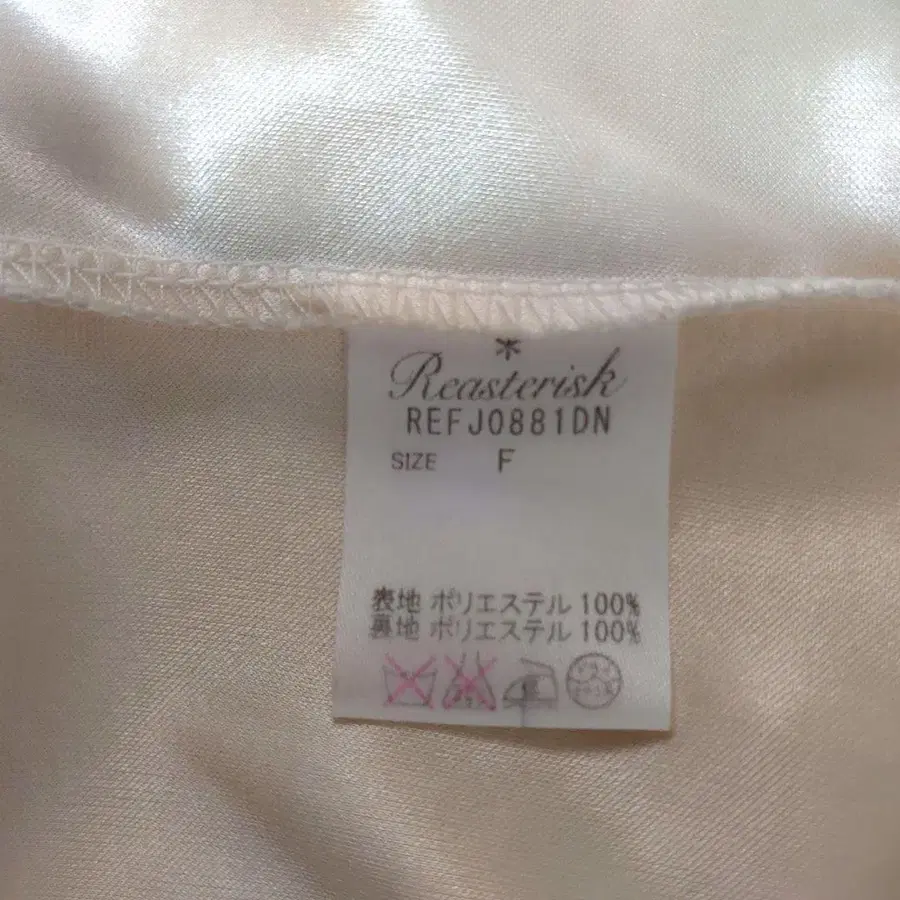 *
Reasterisk
REFJ0881DN
SIZE F
表地 ポリエステル 100%
裏地 ポリエステル 100%